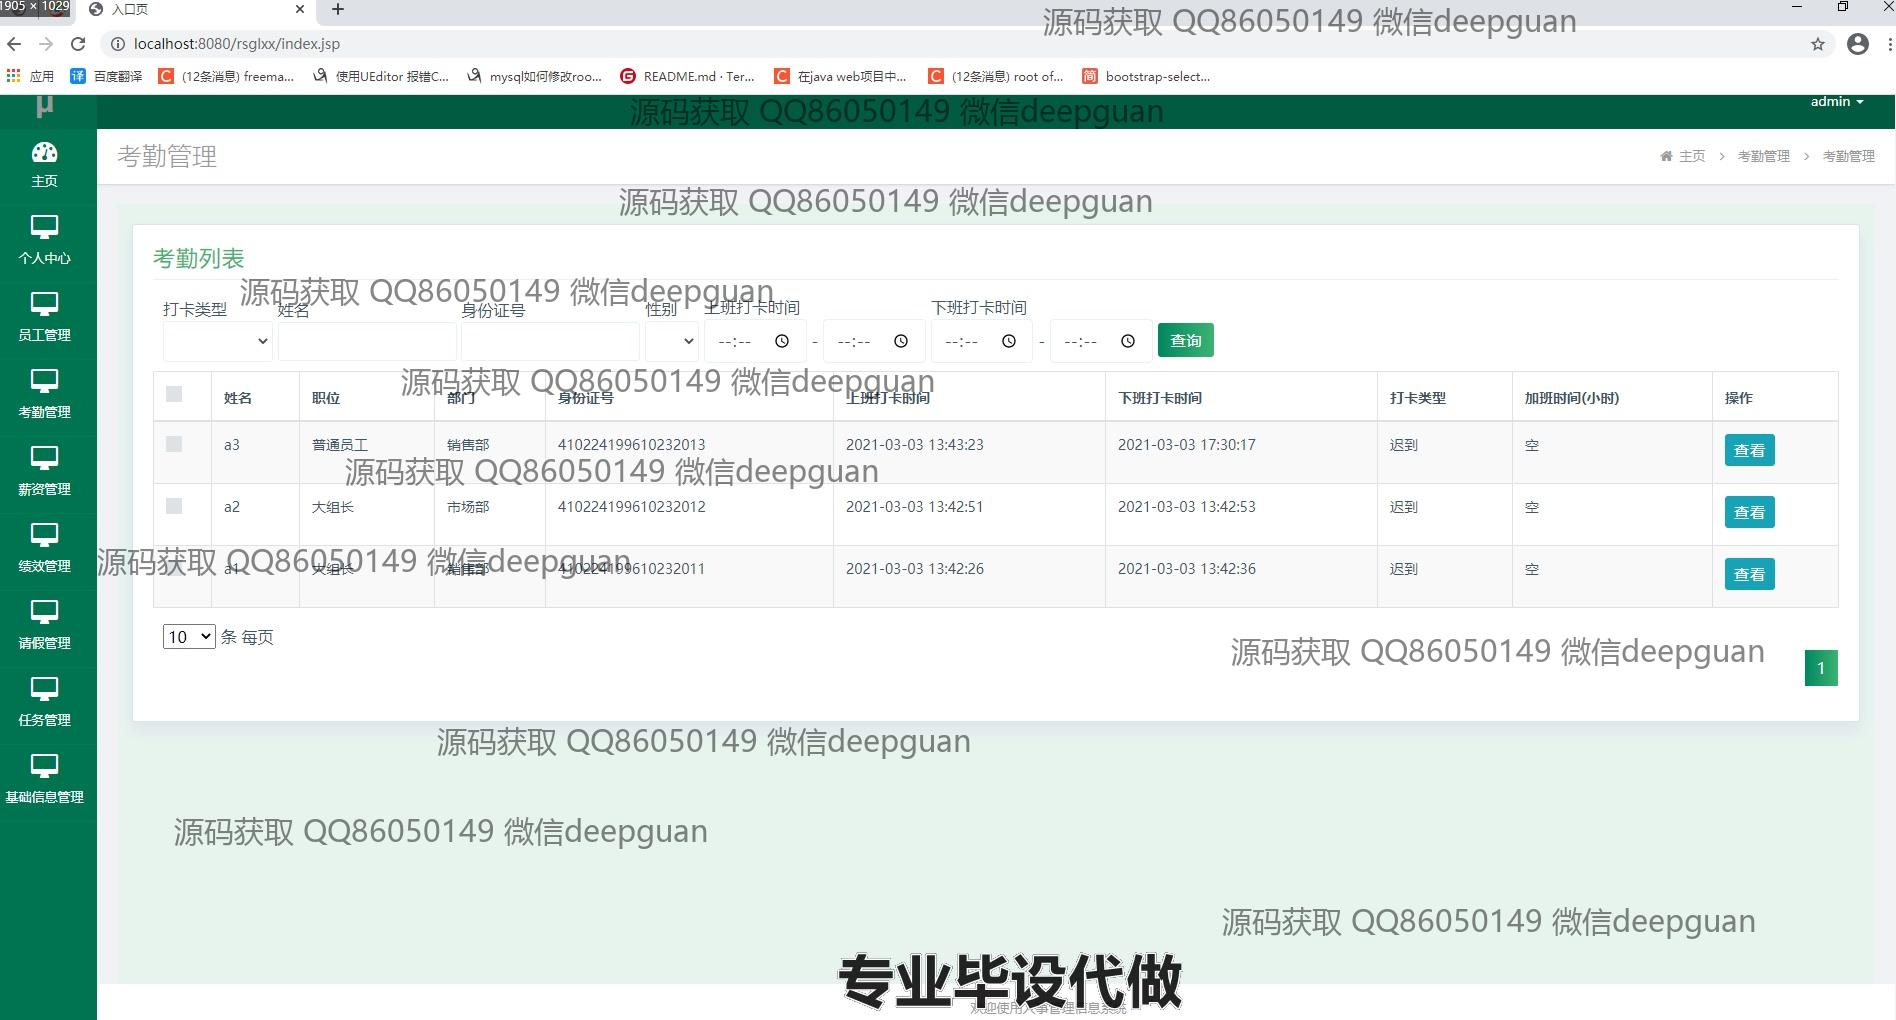 1905 × 1029
入口页
源码获取 QQ86050149 微信deepguan
localhost:8080/rsglxx/index.jsp
应用 百度翻译 (12条消息) freema... 使用UEditor 报错C... mysql如何修改roo... README.md · Ter... 在java web项目中... (12条消息) root of... bootstrap-select...
μ
源码获取 QQ86050149 微信deepguan
admin
考勤管理
主页 > 考勤管理 > 考勤管理
主页
个人中心
员工管理
考勤管理
薪资管理
绩效管理
请假管理
任务管理
基础信息管理
源码获取 QQ86050149 微信deepguan
考勤列表
源码获取 QQ86050149 微信deepguan
打卡类型 姓名 身份证号 性别 上班打卡时间 下班打卡时间
--:-- - --:-- --:-- - --:-- 查询
源码获取 QQ86050149 微信deepguan
姓名 职位 部门 身份证号 上班打卡时间 下班打卡时间 打卡类型 加班时间(小时) 操作
a3 普通员工 销售部 410224199610232013 2021-03-03 13:43:23 2021-03-03 17:30:17 迟到 空 查看
源码获取 QQ86050149 微信deepguan
a2 大组长 市场部 410224199610232012 2021-03-03 13:42:51 2021-03-03 13:42:53 迟到 空 查看
源码获取 QQ86050149 微信deepguan
a1 大组长 销售部 410224199610232011 2021-03-03 13:42:26 2021-03-03 13:42:36 迟到 空 查看
10 条 每页
源码获取 QQ86050149 微信deepguan
1
源码获取 QQ86050149 微信deepguan
源码获取 QQ86050149 微信deepguan
源码获取 QQ86050149 微信deepguan
专业毕设代做
欢迎使用人事管理信息系统